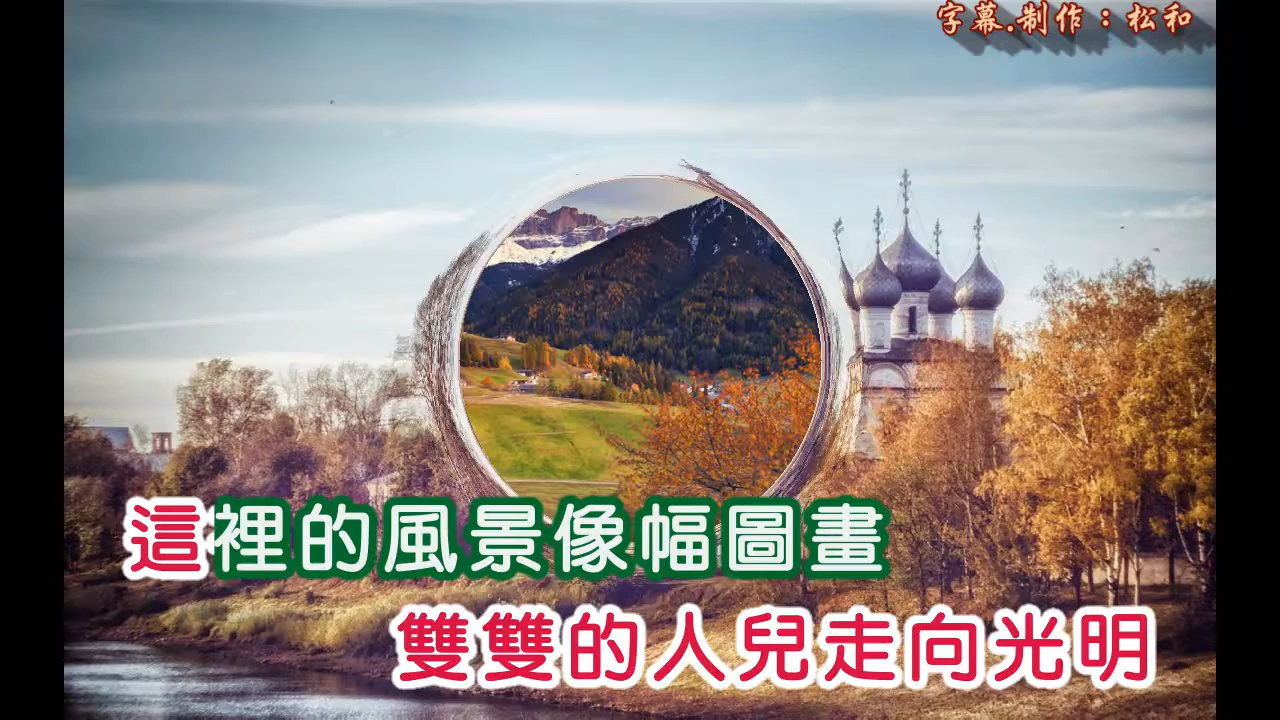 字幕.制作：松和
這裡的風景像幅圖畫
雙雙的人兒走向光明